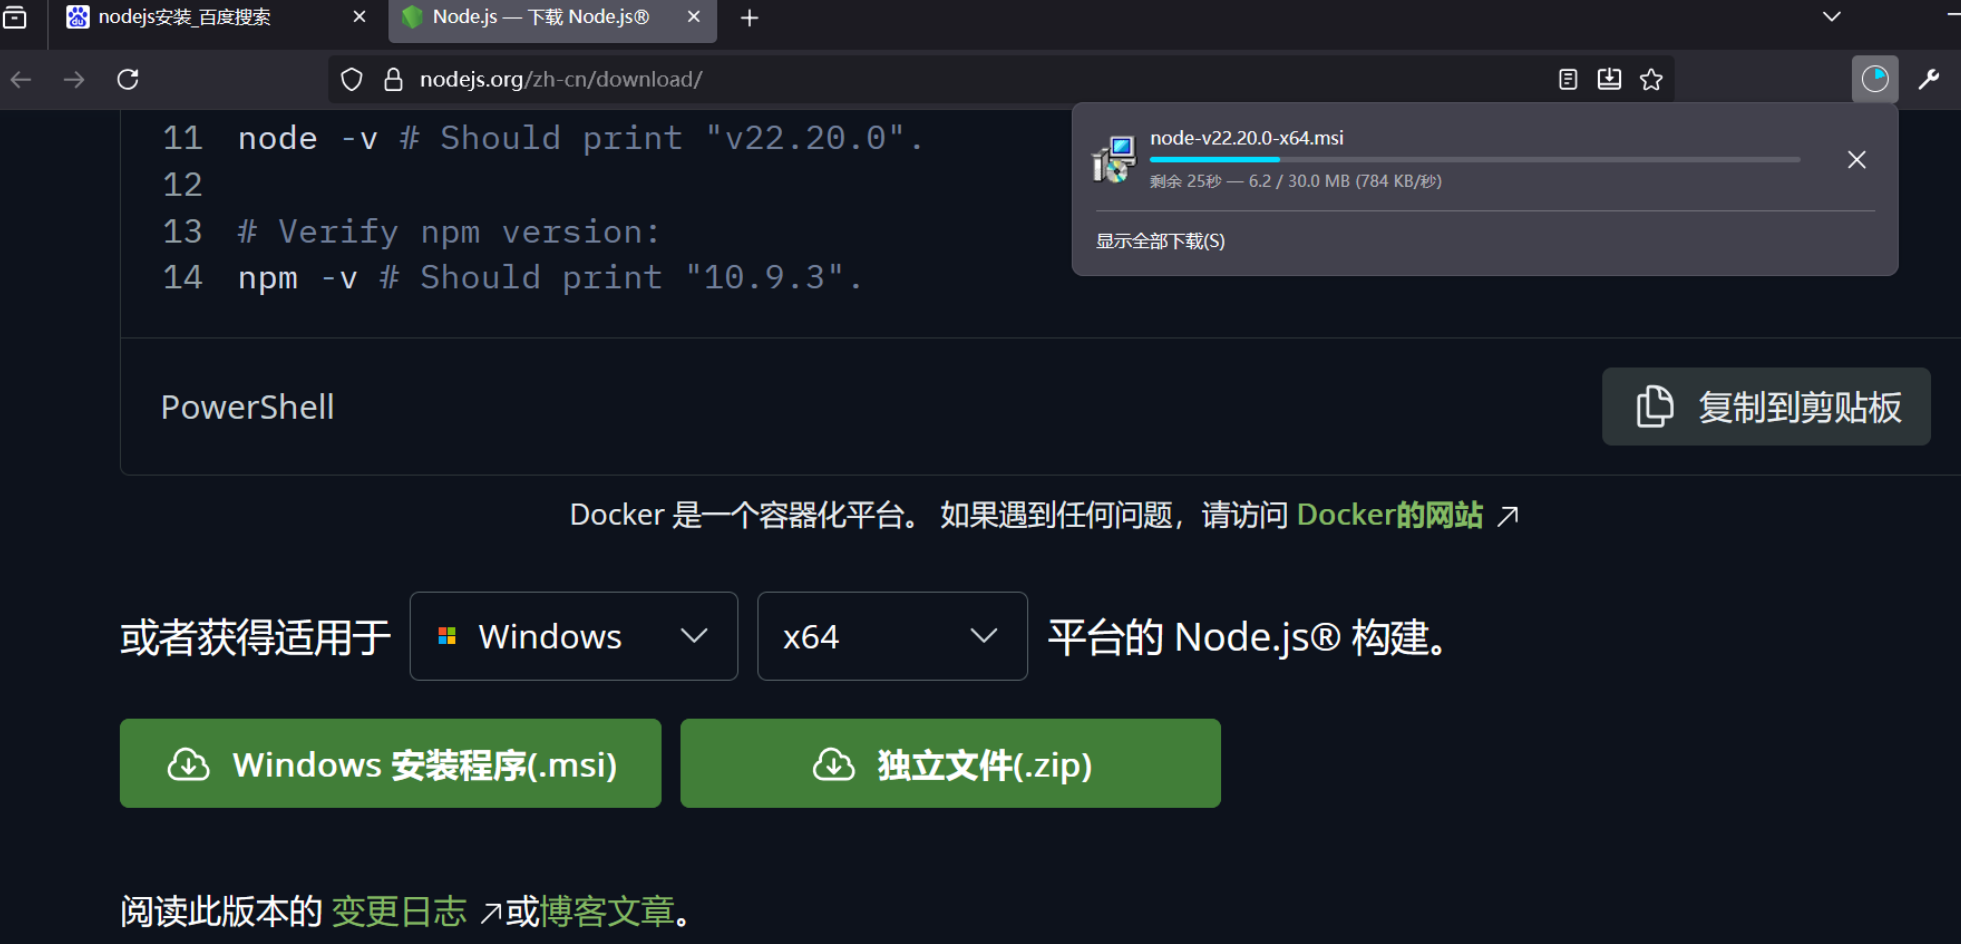 nodejs安装_百度搜索
Node.js — 下载 Node.js®
nodejs.org/zh-cn/download/
node-v22.20.0-x64.msi
剩余 25秒 — 6.2 / 30.0 MB (784 KB/秒)
显示全部下载(S)
11 node -v # Should print "v22.20.0".
12
13 # Verify npm version:
14 npm -v # Should print "10.9.3".
PowerShell
复制到剪贴板
Docker 是一个容器化平台。 如果遇到任何问题，请访问 Docker的网站
或者获得适用于 Windows x64 平台的 Node.js® 构建。
Windows 安装程序(.msi)
独立文件(.zip)
阅读此版本的 变更日志 或博客文章。